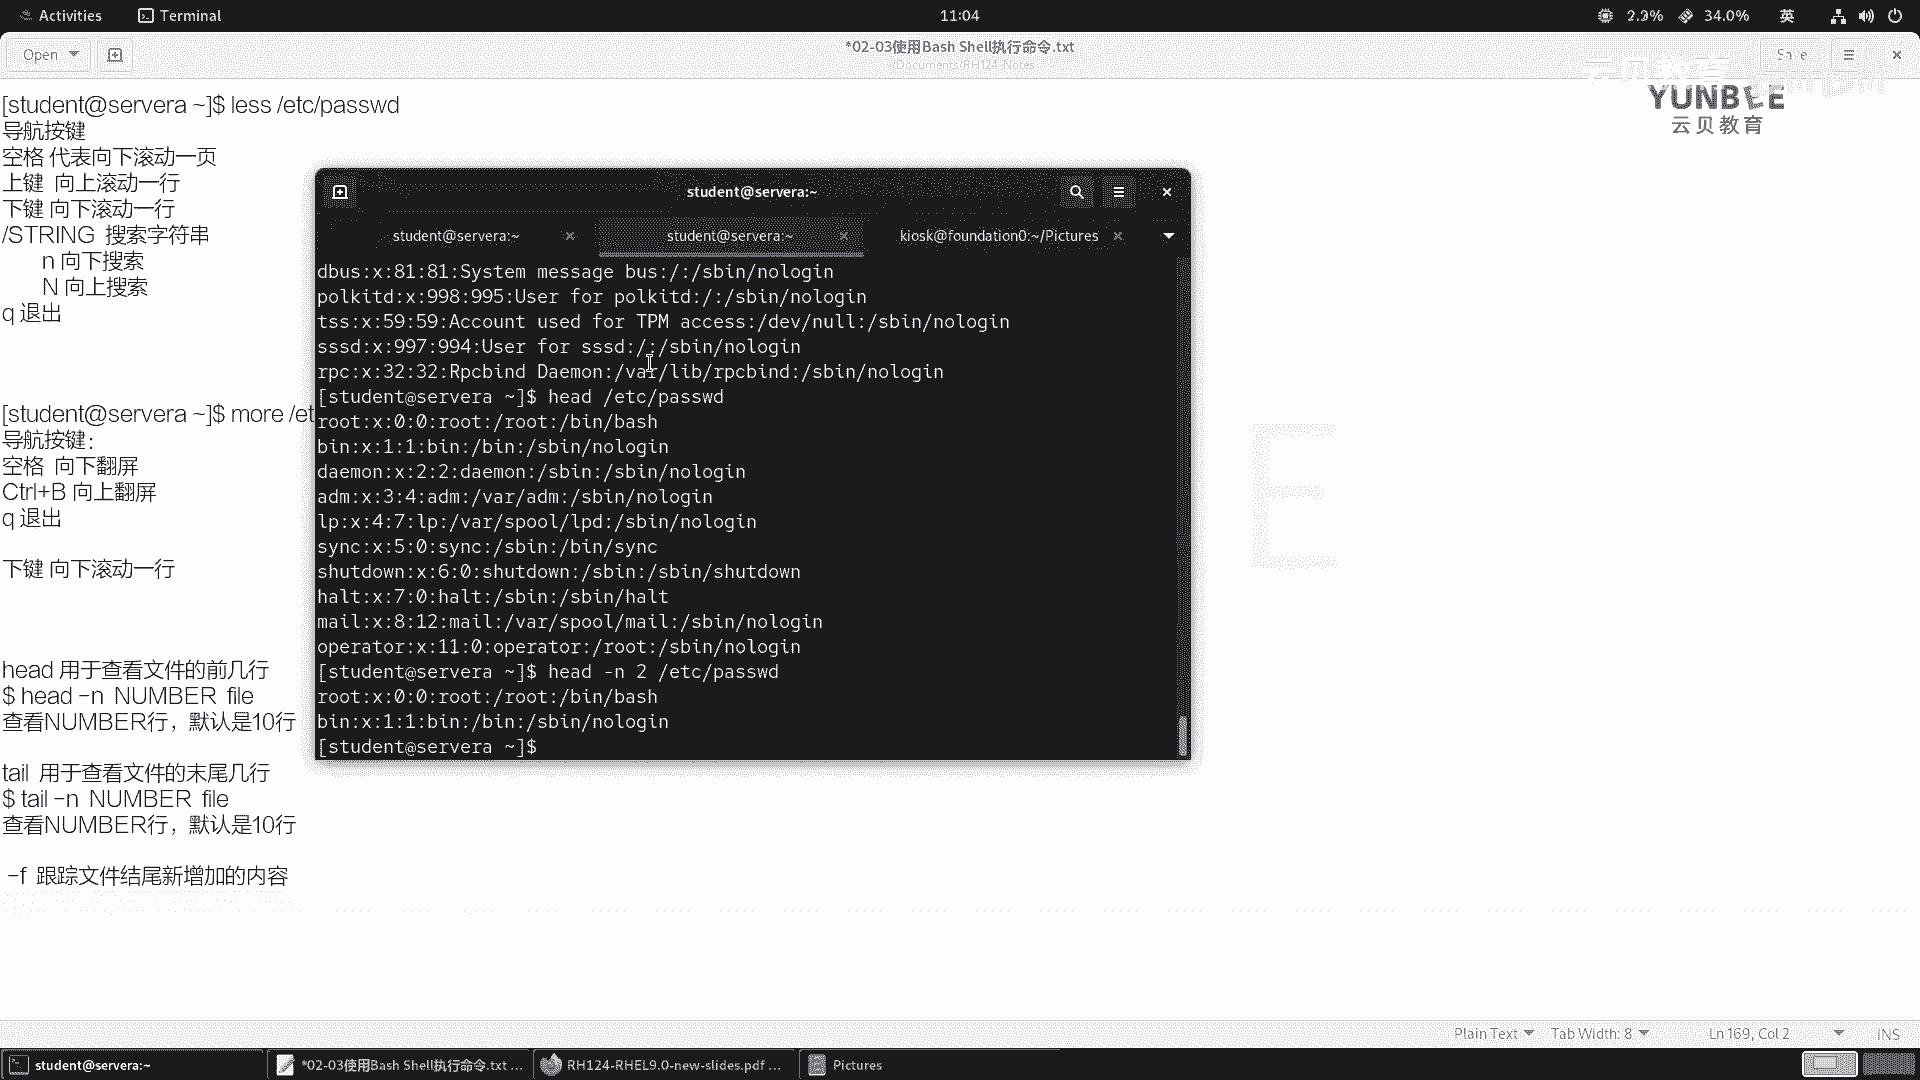 Activities
Terminal
11:04
2.9%
34.0%
英
Open
*02-03使用Bash Shell执行命令.txt
~/Documents/RH124-Notes
Save
云贝教育
YUNBEE
云贝教育
[student@servera ~]$ less /etc/passwd
导航按键
空格 代表向下滚动一页
上键 向上滚动一行
下键 向下滚动一行
/STRING 搜索字符串
n 向下搜索
N 向上搜索
q 退出
[student@servera ~]$ more /et
导航按键：
空格 向下翻屏
Ctrl+B 向上翻屏
q 退出
下键 向下滚动一行
head 用于查看文件的前几行
$ head -n NUMBER file
查看NUMBER行，默认是10行
tail 用于查看文件的末尾几行
$ tail -n NUMBER file
查看NUMBER行，默认是10行
-f 跟踪文件结尾新增加的内容
student@servera:~
student@servera:~
student@servera:~
kiosk@foundation0:~/Pictures
dbus:x:81:81:System message bus:/:/sbin/nologin
polkitd:x:998:995:User for polkitd:/:/sbin/nologin
tss:x:59:59:Account used for TPM access:/dev/null:/sbin/nologin
sssd:x:997:994:User for sssd:/:/sbin/nologin
rpc:x:32:32:Rpcbind Daemon:/var/lib/rpcbind:/sbin/nologin
[student@servera ~]$ head /etc/passwd
root:x:0:0:root:/root:/bin/bash
bin:x:1:1:bin:/bin:/sbin/nologin
daemon:x:2:2:daemon:/sbin:/sbin/nologin
adm:x:3:4:adm:/var/adm:/sbin/nologin
lp:x:4:7:lp:/var/spool/lpd:/sbin/nologin
sync:x:5:0:sync:/sbin:/bin/sync
shutdown:x:6:0:shutdown:/sbin:/sbin/shutdown
halt:x:7:0:halt:/sbin:/sbin/halt
mail:x:8:12:mail:/var/spool/mail:/sbin/nologin
operator:x:11:0:operator:/root:/sbin/nologin
[student@servera ~]$ head -n 2 /etc/passwd
root:x:0:0:root:/root:/bin/bash
bin:x:1:1:bin:/bin:/sbin/nologin
[student@servera ~]$
E
Plain Text
Tab Width: 8
Ln 169, Col 2
INS
student@servera:~
*02-03使用Bash Shell执行命令.txt ...
RH124-RHEL9.0-new-slides.pdf ...
Pictures